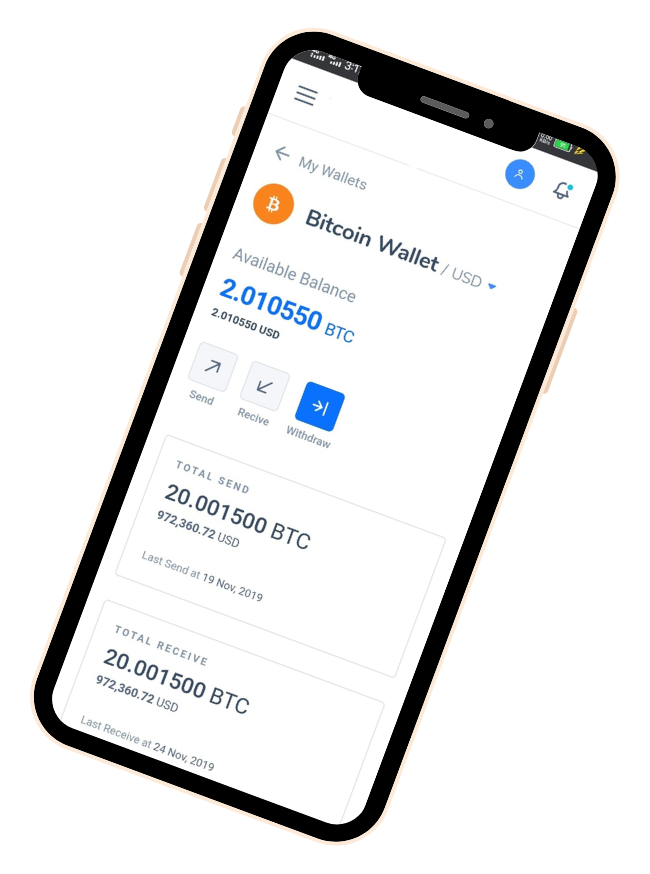 3:1
My Wallets
Bitcoin Wallet / USD
Available Balance
2.010550 BTC
2.010550 USD
Send
Recive
Withdraw
TOTAL SEND
20.001500 BTC
972,360.72 USD
Last Send at 19 Nov, 2019
TOTAL RECEIVE
20.001500 BTC
972,360.72 USD
Last Receive at 24 Nov, 2019